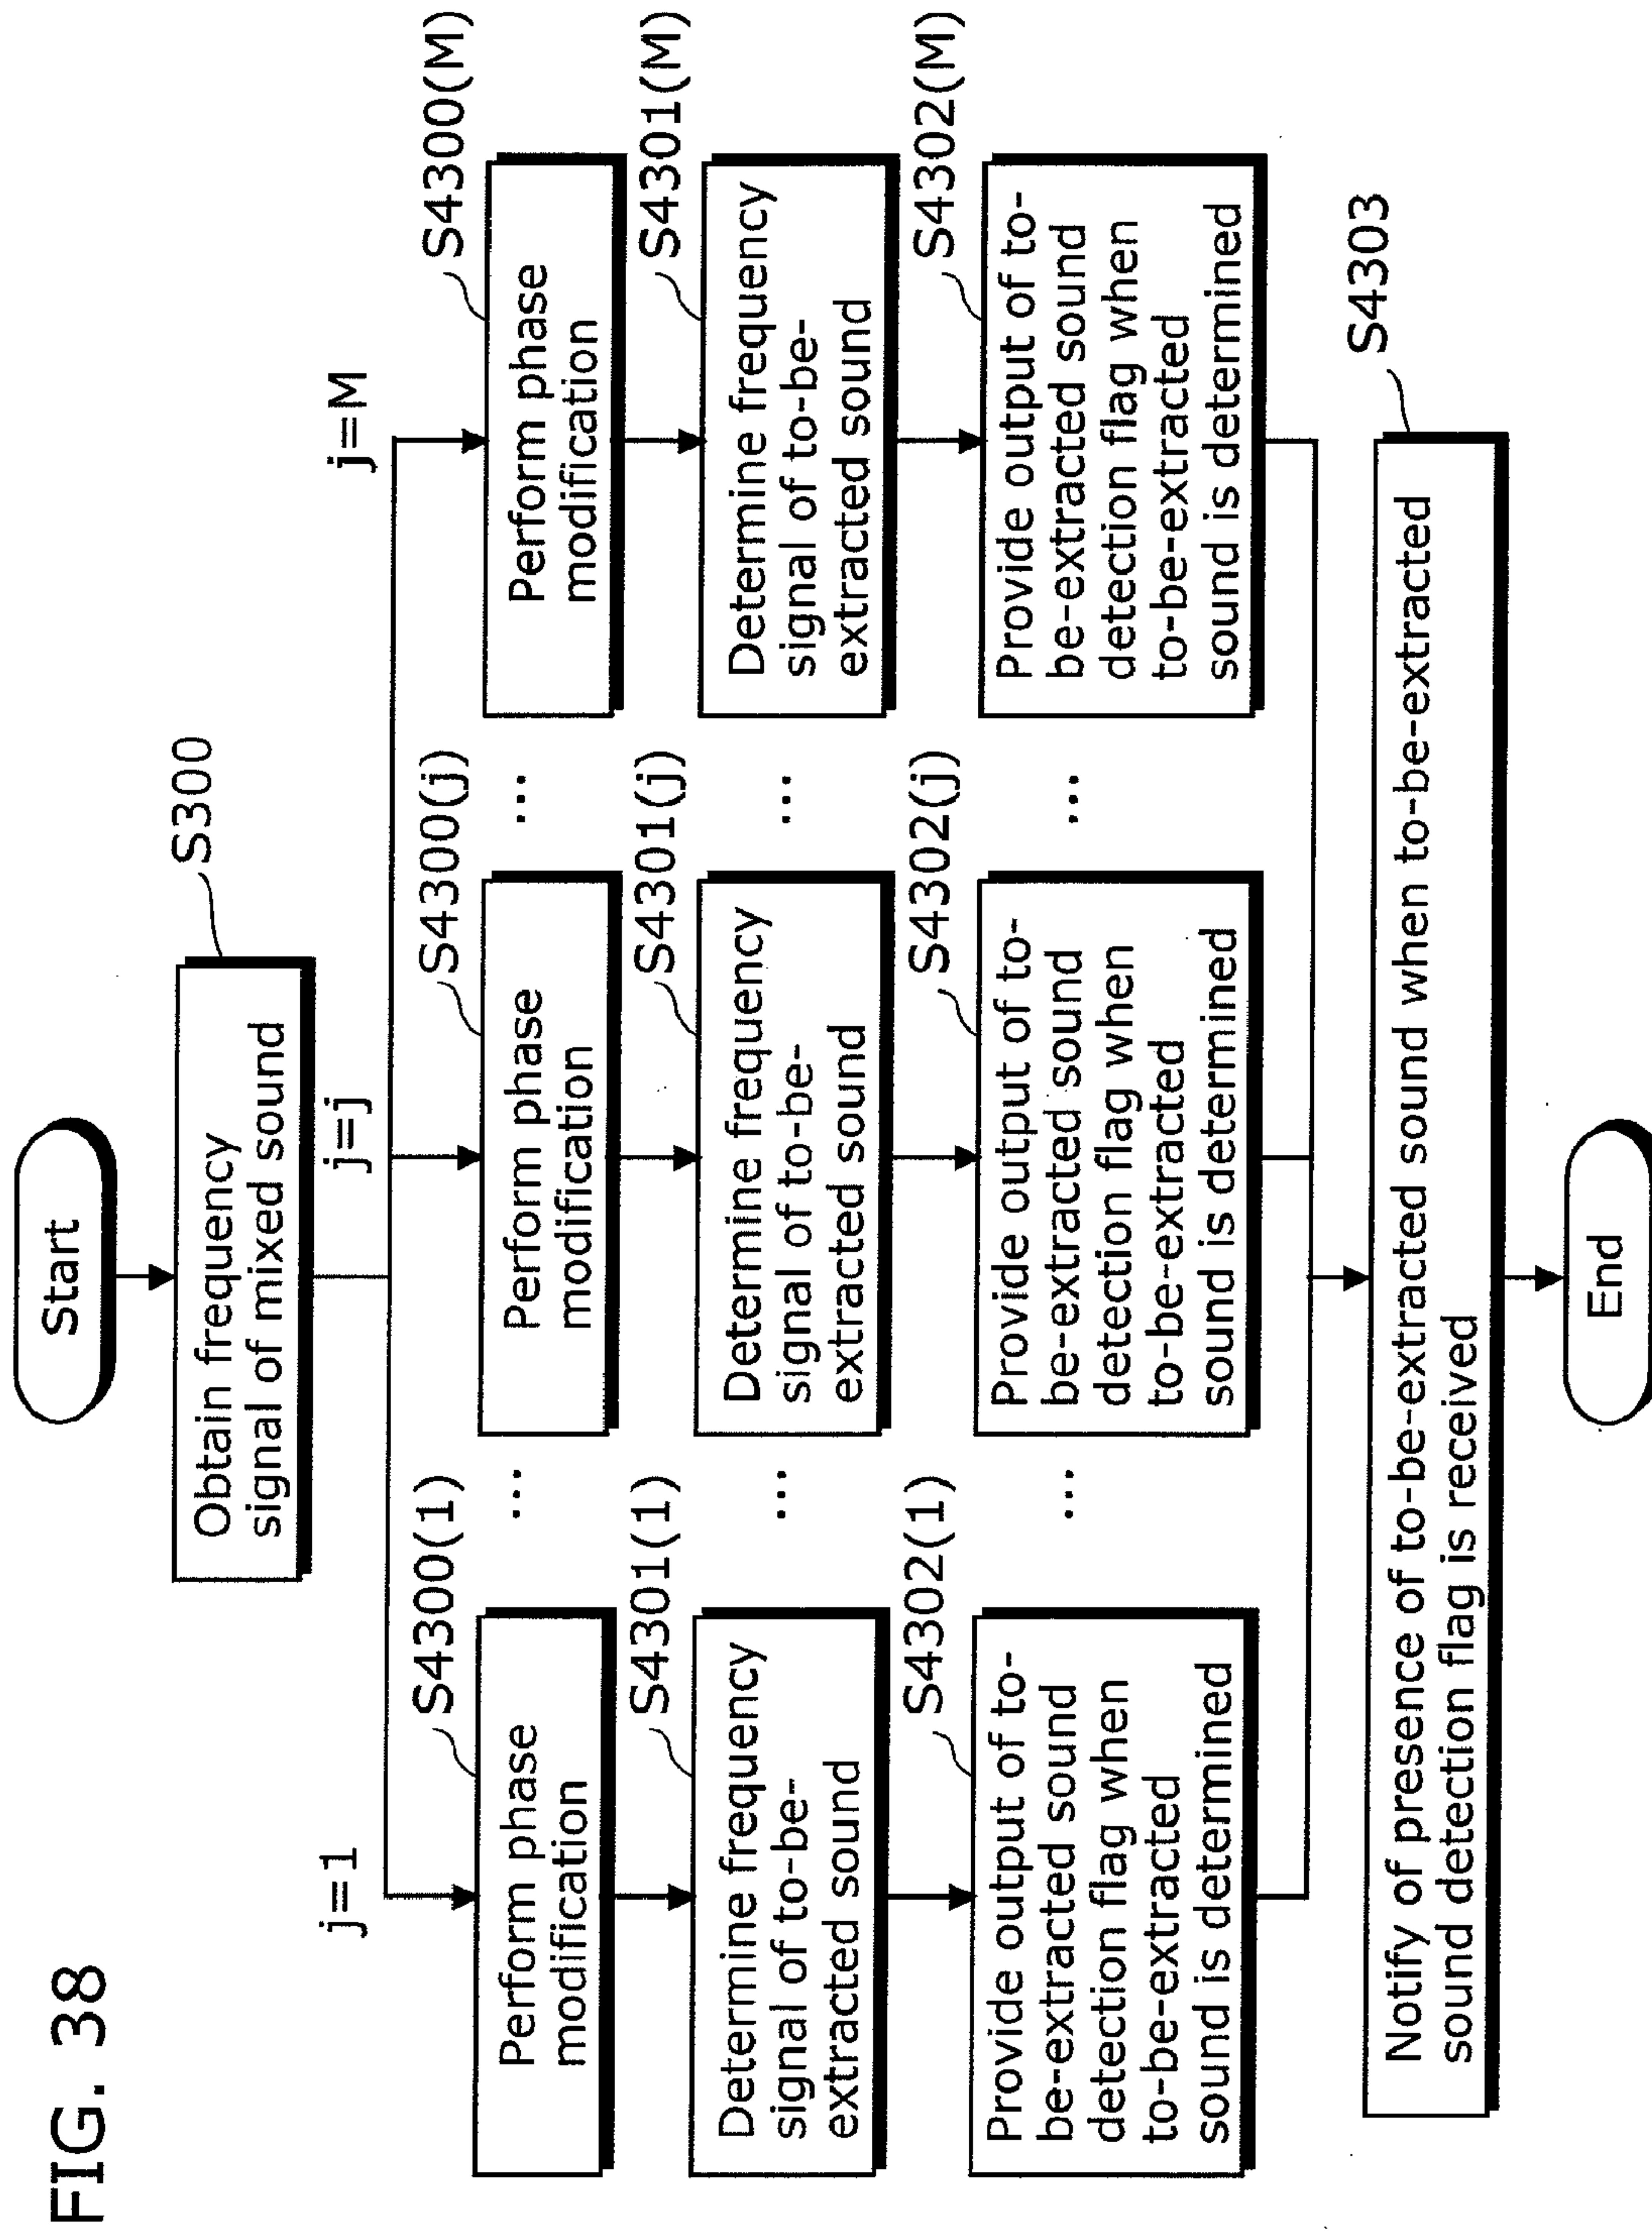 FIG. 38
Start
S300
Obtain frequency
signal of mixed sound
j=1
j=j
j=M
S4300(1)
Perform phase
modification
...
S4300(j)
Perform phase
modification
...
S4300(M)
Perform phase
modification
S4301(1)
Determine frequency
signal of to-be-
extracted sound
...
S4301(j)
Determine frequency
signal of to-be-
extracted sound
...
S4301(M)
Determine frequency
signal of to-be-
extracted sound
S4302(1)
Provide output of to-
be-extracted sound
detection flag when
to-be-extracted
sound is determined
...
S4302(j)
Provide output of to-
be-extracted sound
detection flag when
to-be-extracted
sound is determined
...
S4302(M)
Provide output of to-
be-extracted sound
detection flag when
to-be-extracted
sound is determined
S4303
Notify of presence of to-be-extracted sound when to-be-extracted
sound detection flag is received
End